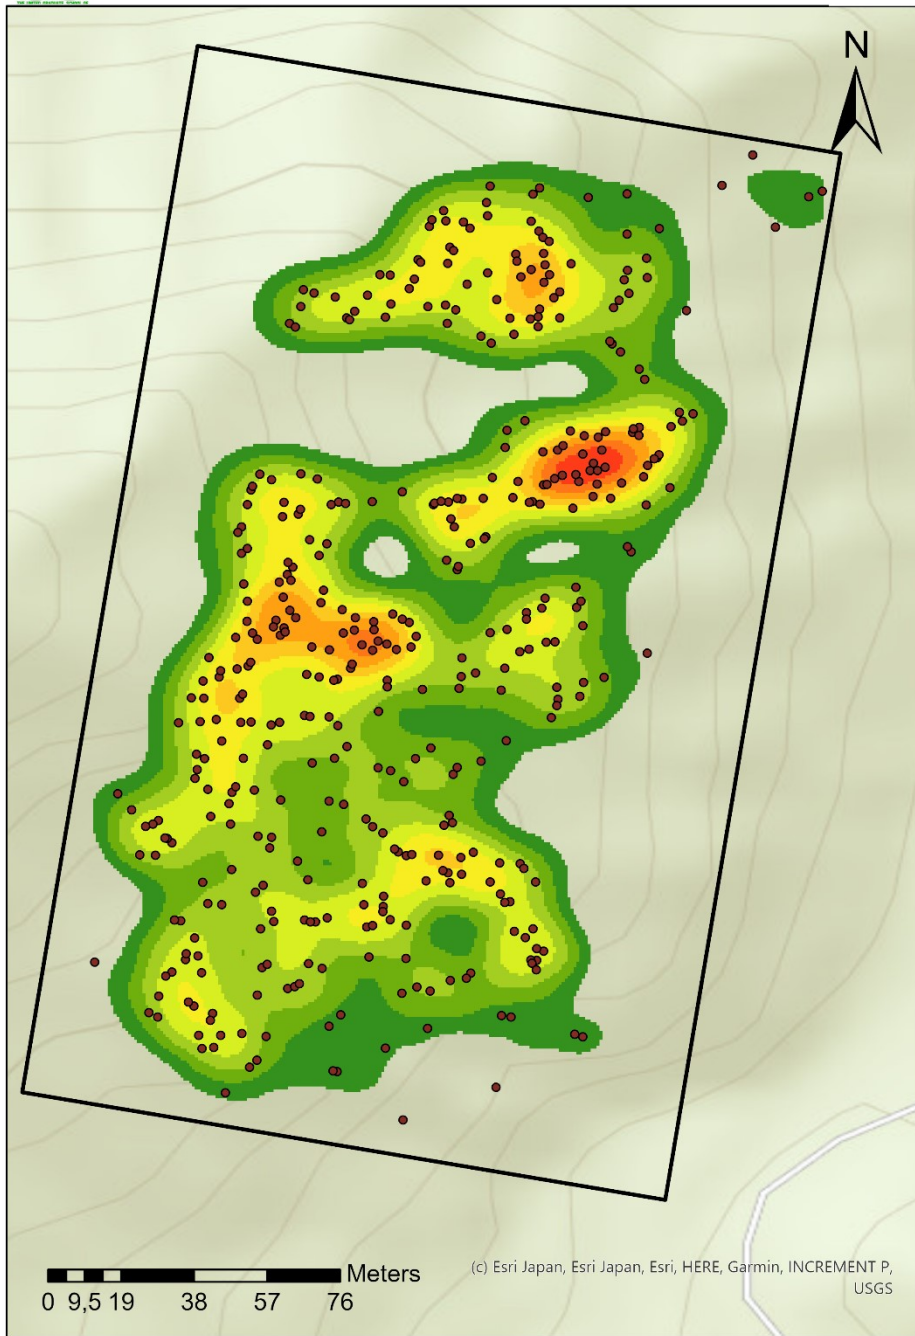 N
Meters
0 9,5 19 38 57 76
(c) Esri Japan, Esri Japan, Esri, HERE, Garmin, INCREMENT P,
USGS